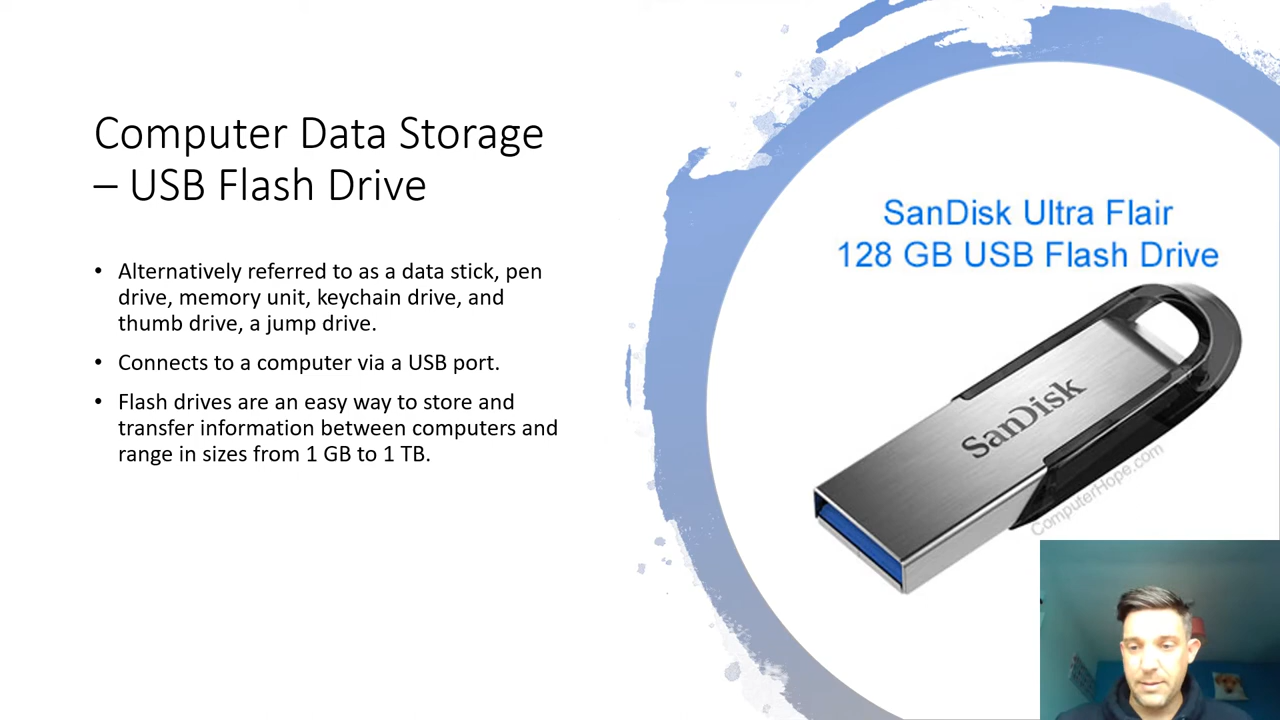 Computer Data Storage
– USB Flash Drive
• Alternatively referred to as a data stick, pen
drive, memory unit, keychain drive, and
thumb drive, a jump drive.
• Connects to a computer via a USB port.
• Flash drives are an easy way to store and
transfer information between computers and
range in sizes from 1 GB to 1 TB.
SanDisk Ultra Flair
128 GB USB Flash Drive
SanDisk
ComputerHope.com